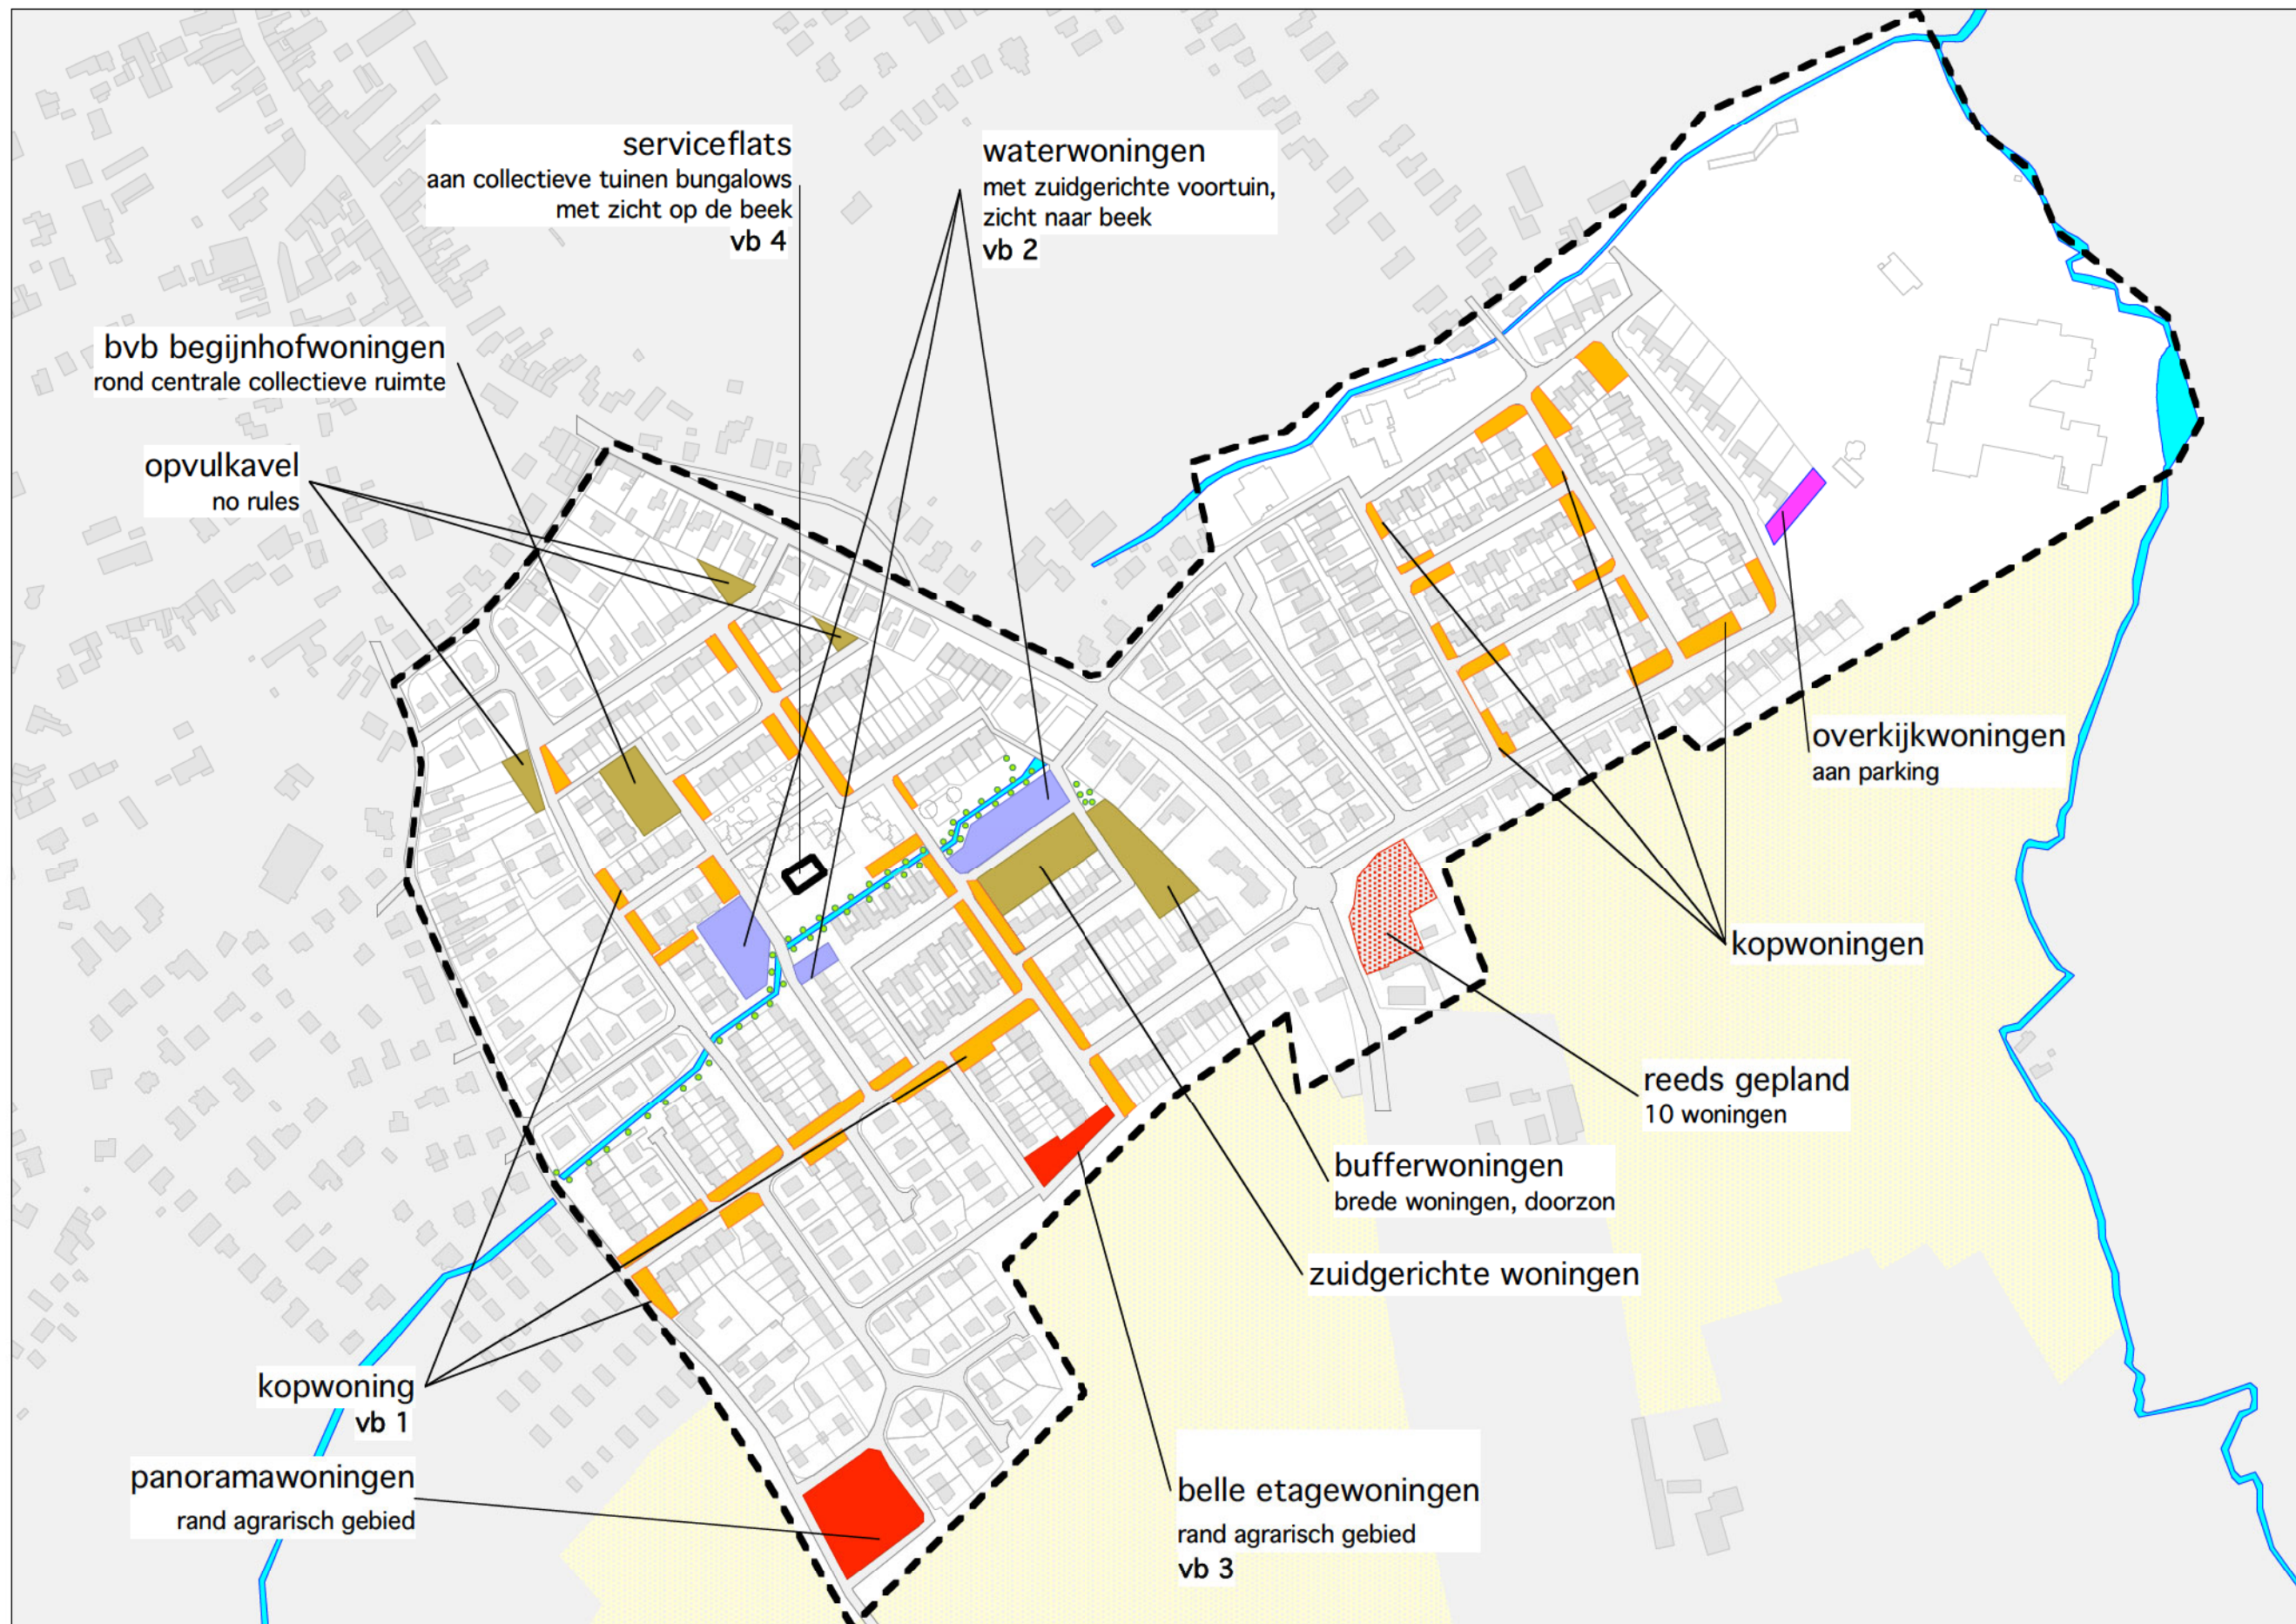 serviceflats
aan collectieve tuinen bungalows
met zicht op de beek
vb 4
waterwoningen
met zuidgerichte voortuin,
zicht naar beek
vb 2
bvb begijnhofwoningen
rond centrale collectieve ruimte
opvulkavel
no rules
overkijkwoningen
aan parking
kopwoningen
reeds gepland
10 woningen
bufferwoningen
brede woningen, doorzon
zuidgerichte woningen
kopwoning
vb 1
panoramawoningen
rand agrarisch gebied
belle etagewoningen
rand agrarisch gebied
vb 3